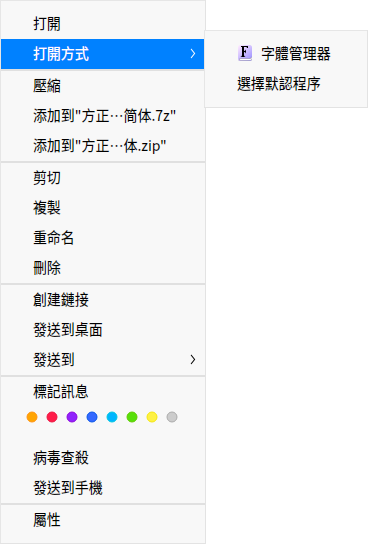 打開
打開方式
壓縮
添加到"方正⋯简体.7z"
添加到"方正⋯体.zip"
剪切
複製
重命名
刪除
創建鏈接
發送到桌面
發送到
標記訊息
病毒查殺
發送到手機
屬性
字體管理器
選擇默認程序